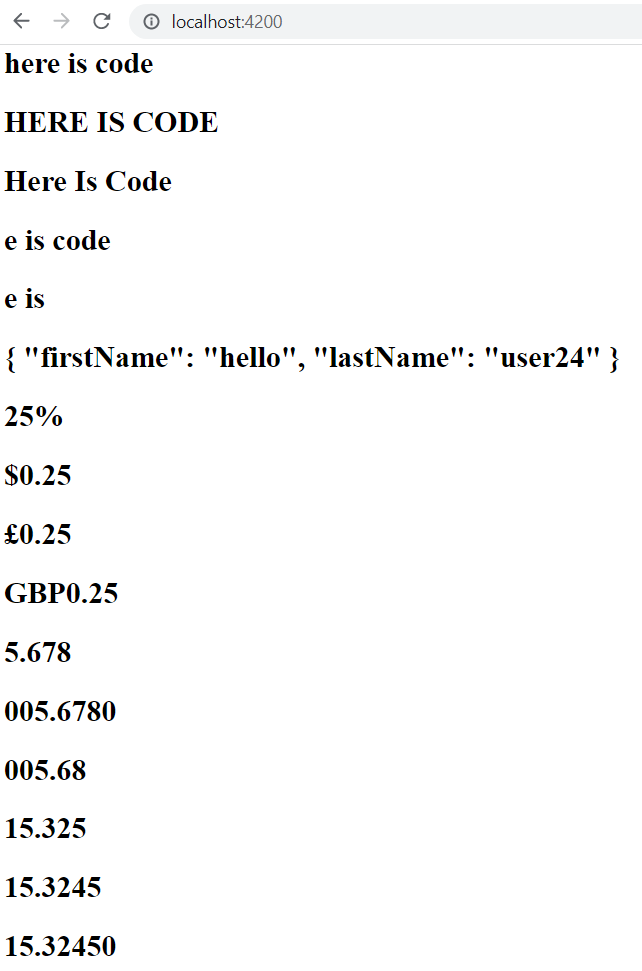 localhost:4200
here is code
HERE IS CODE
Here Is Code
e is code
e is
{ "firstName": "hello", "lastName": "user24" }
25%
$0.25
£0.25
GBP0.25
5.678
005.6780
005.68
15.325
15.3245
15.32450